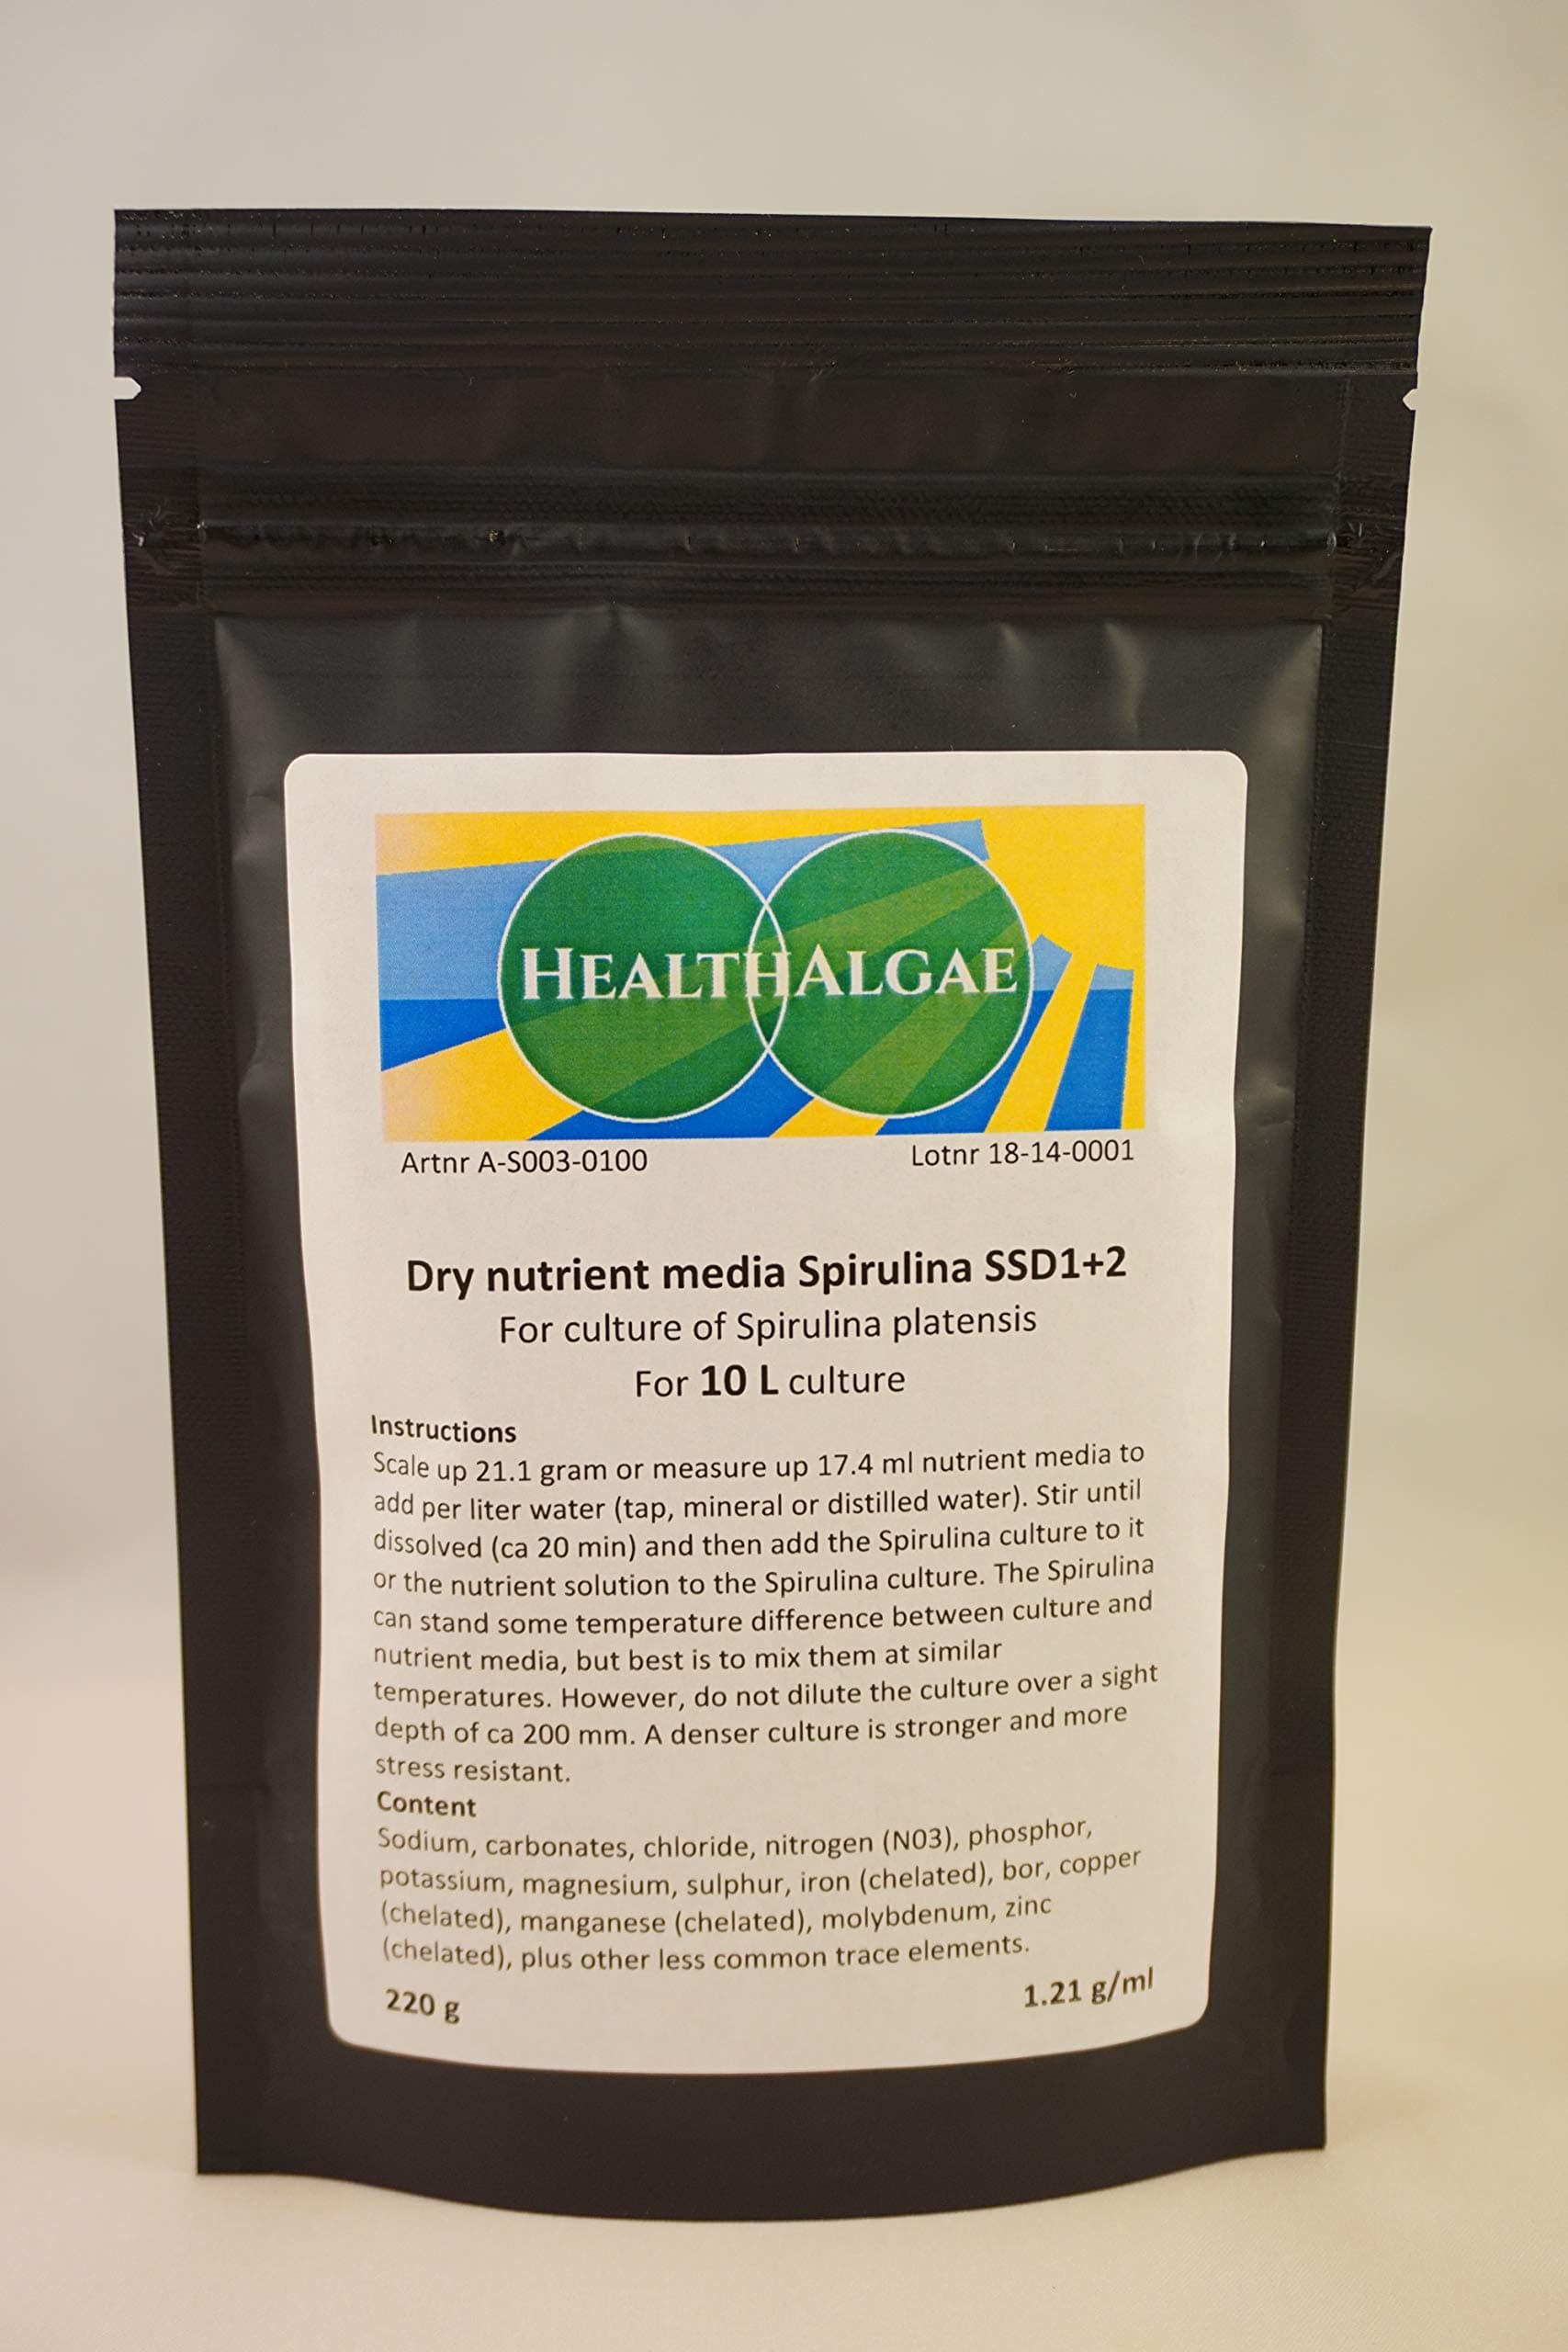 HEALTHALGAE
Artnr A-S003-0100 Lotnr 18-14-0001
Dry nutrient media Spirulina SSD1+2
For culture of Spirulina platensis
For 10 L culture
Instructions
Scale up 21.1 gram or measure up 17.4 ml nutrient media to
add per liter water (tap, mineral or distilled water). Stir until
dissolved (ca 20 min) and then add the Spirulina culture to it
or the nutrient solution to the Spirulina culture. The Spirulina
can stand some temperature difference between culture and
nutrient media, but best is to mix them at similar
temperatures. However, do not dilute the culture over a sight
depth of ca 200 mm. A denser culture is stronger and more
stress resistant.
Content
Sodium, carbonates, chloride, nitrogen (N03), phosphor,
potassium, magnesium, sulphur, iron (chelated), bor, copper
(chelated), manganese (chelated), molybdenum, zinc
(chelated), plus other less common trace elements.
220 g 1.21 g/ml